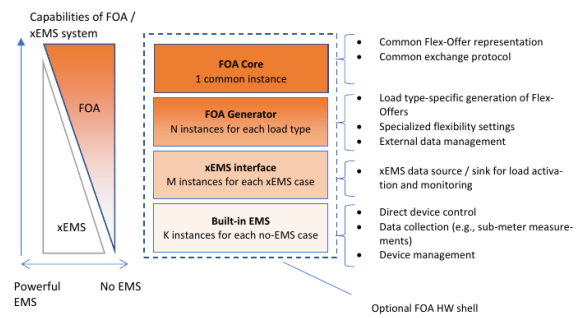 Capabilities of FOA /
xEMS system
FOA
xEMS
Powerful
EMS
No EMS
FOA Core
1 common instance
FOA Generator
N instances for each load type
xEMS interface
M instances for each xEMS case
Built-in EMS
K instances for each no-EMS case
• Common Flex-Offer representation
• Common exchange protocol
• Load type-specific generation of Flex-
Offers
• Specialized flexibility settings
• External data management
• xEMS data source / sink for load activa-
tion and monitoring
• Direct device control
• Data collection (e.g., sub-meter measure-
ments)
• Device management
Optional FOA HW shell